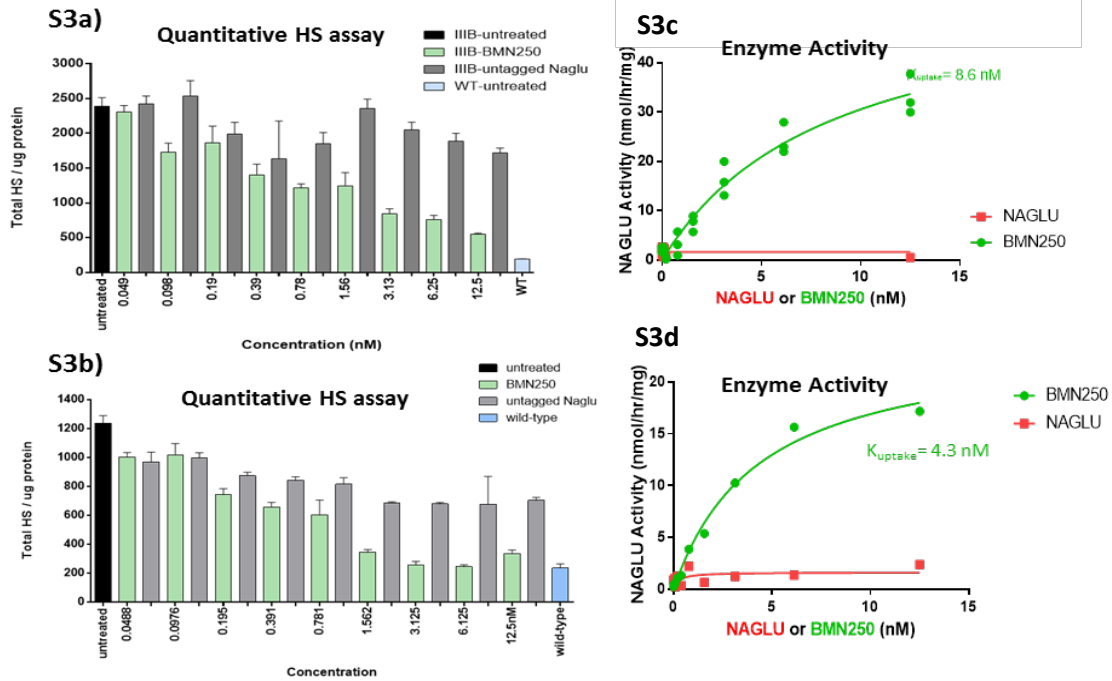 S3a)
Quantitative HS assay
IIIB-untreated
IIIB-BMN250
IIIB-untagged Naglu
WT-untreated
Total HS / ug protein
3000
2500
2000
1500
1000
500
0
untreated
0.049
0.098
0.19
0.39
0.78
1.56
3.13
6.25
12.5
WT
Concentration (nM)
S3c
Enzyme Activity
NAGLU Activity (nmol/hr/mg)
40
30
20
10
0
0
5
10
15
Kuptake= 8.6 nM
NAGLU
BMN250
NAGLU or BMN250 (nM)
S3b)
Quantitative HS assay
untreated
BMN250
untagged Naglu
wild-type
Total HS / ug protein
1400
1200
1000
800
600
400
200
0
untreated
0.0488
0.0976
0.195
0.391
0.781
1.562
3.125
6.125
12.5nM
wild-type
Concentration
S3d
Enzyme Activity
NAGLU Activity (nmol/hr/mg)
20
15
10
5
0
0
5
10
15
Kuptake= 4.3 nM
BMN250
NAGLU
NAGLU or BMN250 (nM)